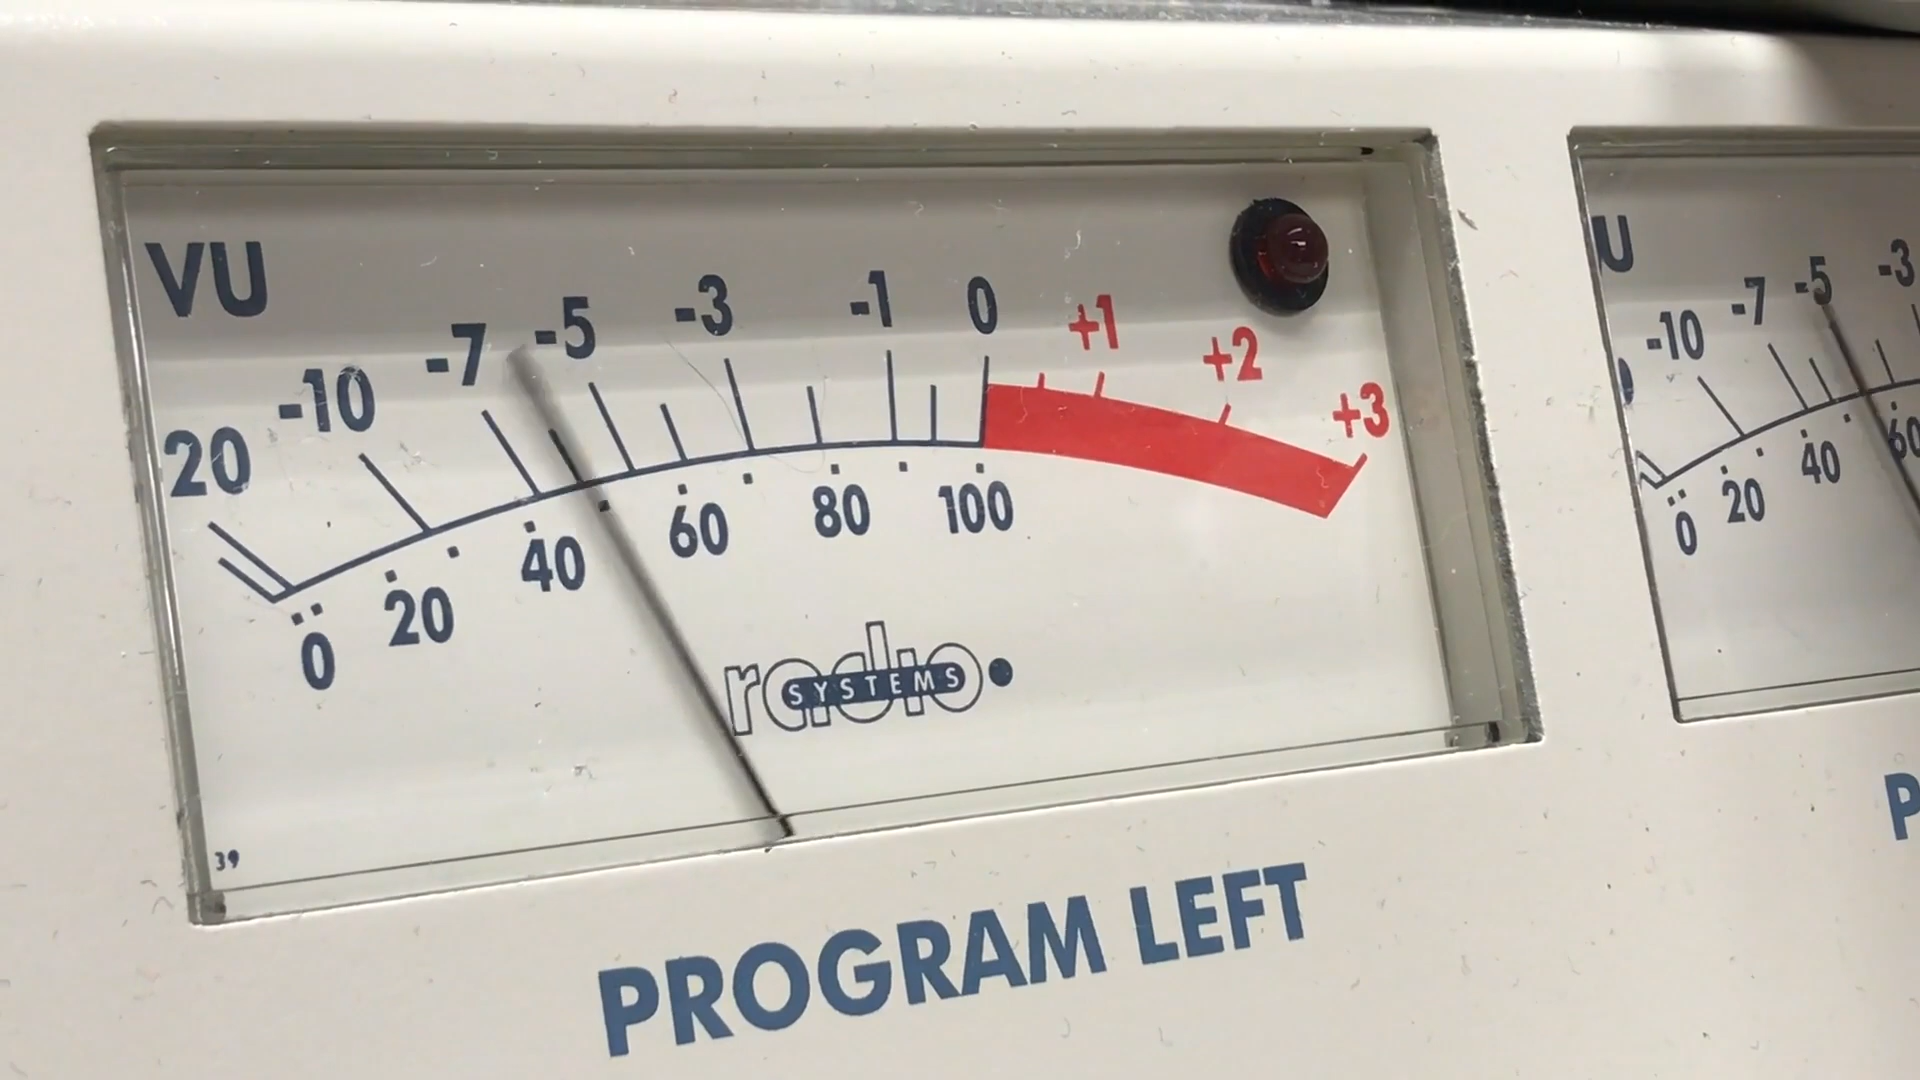 VU
20 -10 -7 -5 -3 -1 0 +1 +2 +3
0 20 40 60 80 100
radio
SYSTEMS
39
PROGRAM LEFT
U
-10 -7 -5 -3
0 20 40 60
P